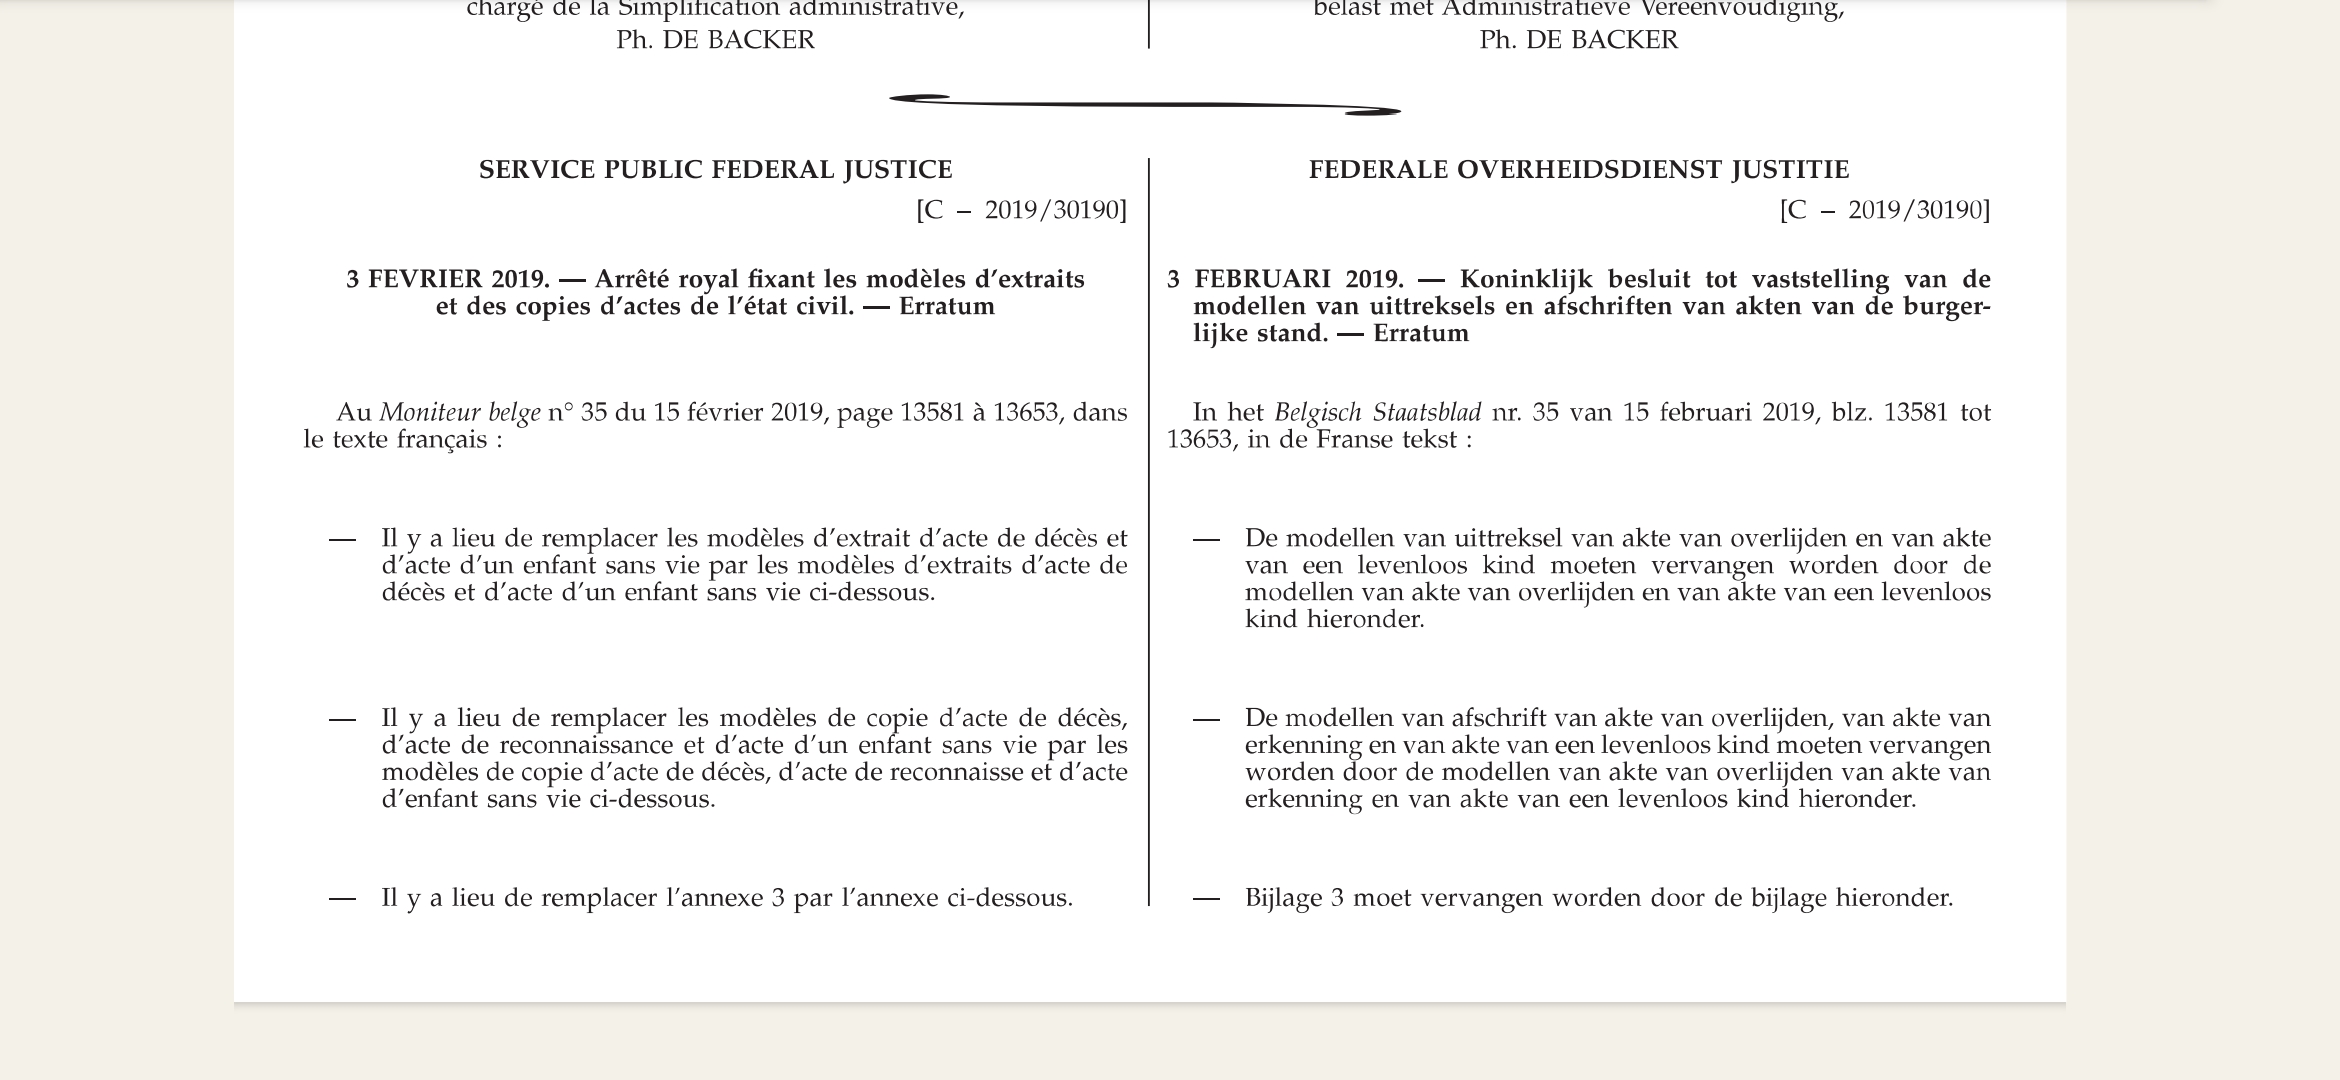 chargé de la Simplification administrative,
Ph. DE BACKER
belast met Administratieve Vereenvoudiging,
Ph. DE BACKER
SERVICE PUBLIC FEDERAL JUSTICE
[C – 2019/30190]
3 FEVRIER 2019. — Arrêté royal fixant les modèles d’extraits
et des copies d’actes de l’état civil. — Erratum
Au Moniteur belge n° 35 du 15 février 2019, page 13581 à 13653, dans
le texte français :
— Il y a lieu de remplacer les modèles d’extrait d’acte de décès et
d’acte d’un enfant sans vie par les modèles d’extraits d’acte de
décès et d’acte d’un enfant sans vie ci-dessous.
— Il y a lieu de remplacer les modèles de copie d’acte de décès,
d’acte de reconnaissance et d’acte d’un enfant sans vie par les
modèles de copie d’acte de décès, d’acte de reconnaisse et d’acte
d’enfant sans vie ci-dessous.
— Il y a lieu de remplacer l’annexe 3 par l’annexe ci-dessous.
FEDERALE OVERHEIDSDIENST JUSTITIE
[C – 2019/30190]
3 FEBRUARI 2019. — Koninklijk besluit tot vaststelling van de
modellen van uittreksels en afschriften van akten van de burger-
lijke stand. — Erratum
In het Belgisch Staatsblad nr. 35 van 15 februari 2019, blz. 13581 tot
13653, in de Franse tekst :
— De modellen van uittreksel van akte van overlijden en van akte
van een levenloos kind moeten vervangen worden door de
modellen van akte van overlijden en van akte van een levenloos
kind hieronder.
— De modellen van afschrift van akte van overlijden, van akte van
erkenning en van akte van een levenloos kind moeten vervangen
worden door de modellen van akte van overlijden van akte van
erkenning en van akte van een levenloos kind hieronder.
— Bijlage 3 moet vervangen worden door de bijlage hieronder.